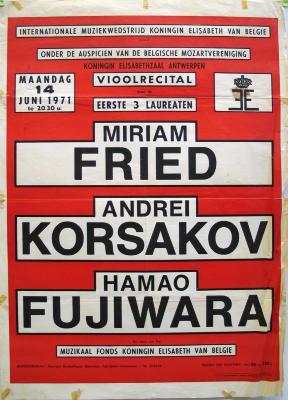 INTERNATIONALE MUZIEKWEDSTRIJD KONINGIN ELISABETH VAN BELGIE
ONDER DE AUSPICIEN VAN DE BELGISCHE MOZARTVERENIGING
KONINGIN ELISABETHZAAL ANTWERPEN
MAANDAG
14
JUNI 1971
te 20.30 u.
VIOOLRECITAL
door de
EERSTE 3 LAUREATEN
MIRIAM
FRIED
ANDREI
KORSAKOV
HAMAO
FUJIWARA
MUZIKAAL FONDS KONINGIN ELISABETH VAN BELGIE